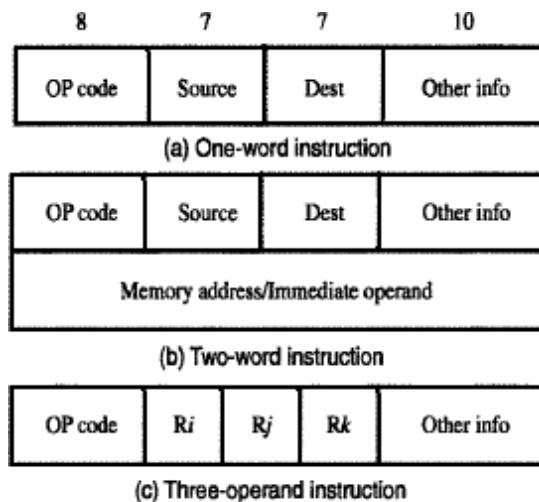 8 7 7 10
OP code Source Dest Other info
(a) One-word instruction
OP code Source Dest Other info
Memory address/Immediate operand
(b) Two-word instruction
OP code Ri Rj Rk Other info
(c) Three-operand instruction